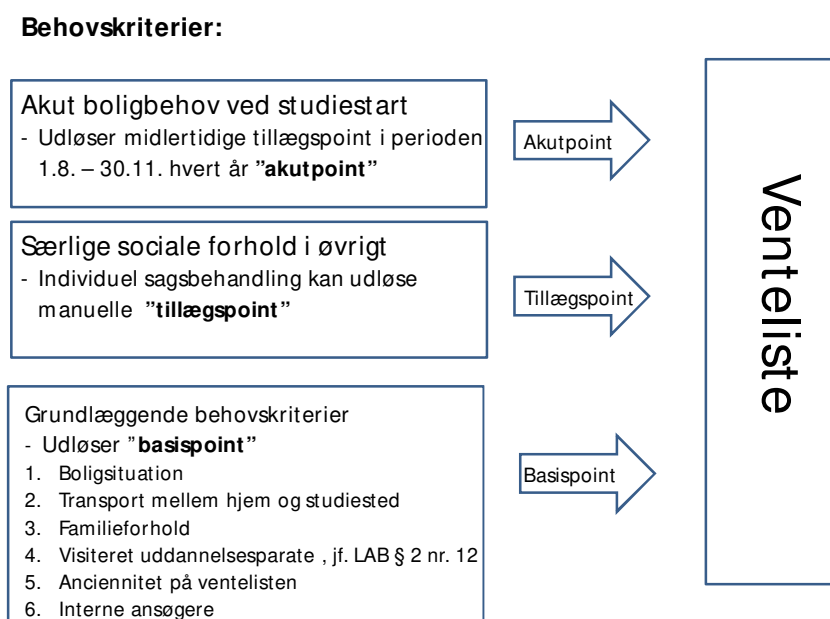 Behovskriterier:
Akut boligbehov ved studiestart
- Udløser midlertidige tillægspoint i perioden
1.8. – 30.11. hvert år ”akutpoint”
Akutpoint
Særlige sociale forhold i øvrigt
- Individuel sagsbehandling kan udløse
manuelle ”tillægspoint”
Tillægspoint
Grundlæggende behovskriterier
- Udløser ”basispoint”
1. Boligsituation
2. Transport mellem hjem og studiested
3. Familieforhold
4. Visiteret uddannelsesparate , jf. LAB § 2 nr. 12
5. Anciennitet på ventelisten
6. Interne ansøgere
Basispoint
Venteliste